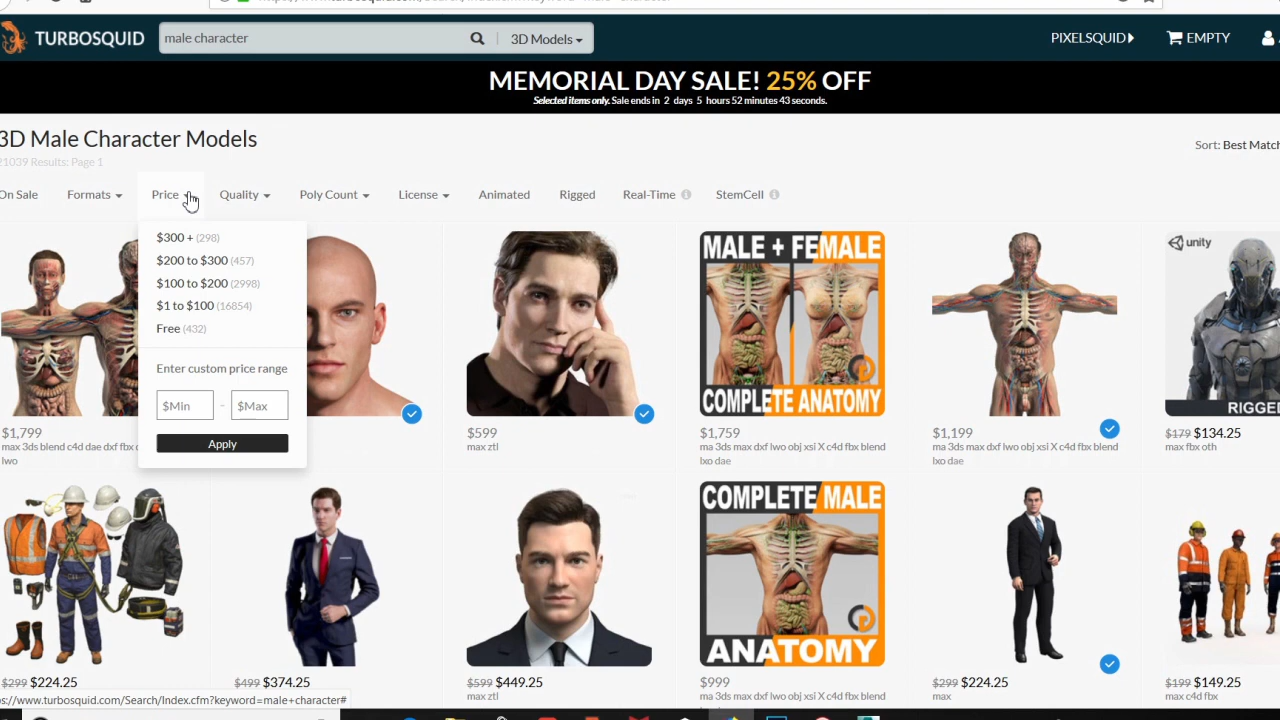 TURBOSQUID
male character
3D Models
PIXELSQUID
EMPTY
MEMORIAL DAY SALE! 25% OFF
Selected items only. Sale ends in 2 days 5 hours 52 minutes 43 seconds.
3D Male Character Models
21039 Results: Page 1
Sort: Best Match
On Sale
Formats
Price
Quality
Poly Count
License
Animated
Rigged
Real-Time
StemCell
$300 + (298)
$200 to $300 (457)
$100 to $200 (2998)
$1 to $100 (16854)
Free (432)
Enter custom price range
$Min - $Max
Apply
MALE + FEMALE
COMPLETE ANATOMY
unity
RIGGED
$1,799
max 3ds blend c4d dae dxf fbx
lwo
$599
max ztl
$1,759
ma 3ds max dxf lwo obj xsi X c4d fbx blend
lxo dae
$1,199
ma 3ds max dxf lwo obj xsi X c4d fbx blend
lxo dae
$179 $134.25
max fbx oth
COMPLETE MALE
ANATOMY
$299 $224.25
$499 $374.25
$599 $449.25
max ztl
$999
ma 3ds max dxf lwo obj xsi X c4d fbx blend
$299 $224.25
max
$199 $149.25
max c4d fbx
ps://www.turbosquid.com/Search/Index.cfm?keyword=male+character#